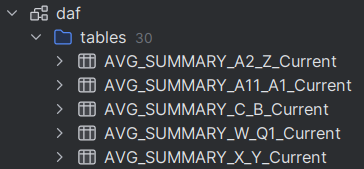 daf
tables 30
AVG_SUMMARY_A2_Z_Current
AVG_SUMMARY_A11_A1_Current
AVG_SUMMARY_C_B_Current
AVG_SUMMARY_W_Q1_Current
AVG_SUMMARY_X_Y_Current